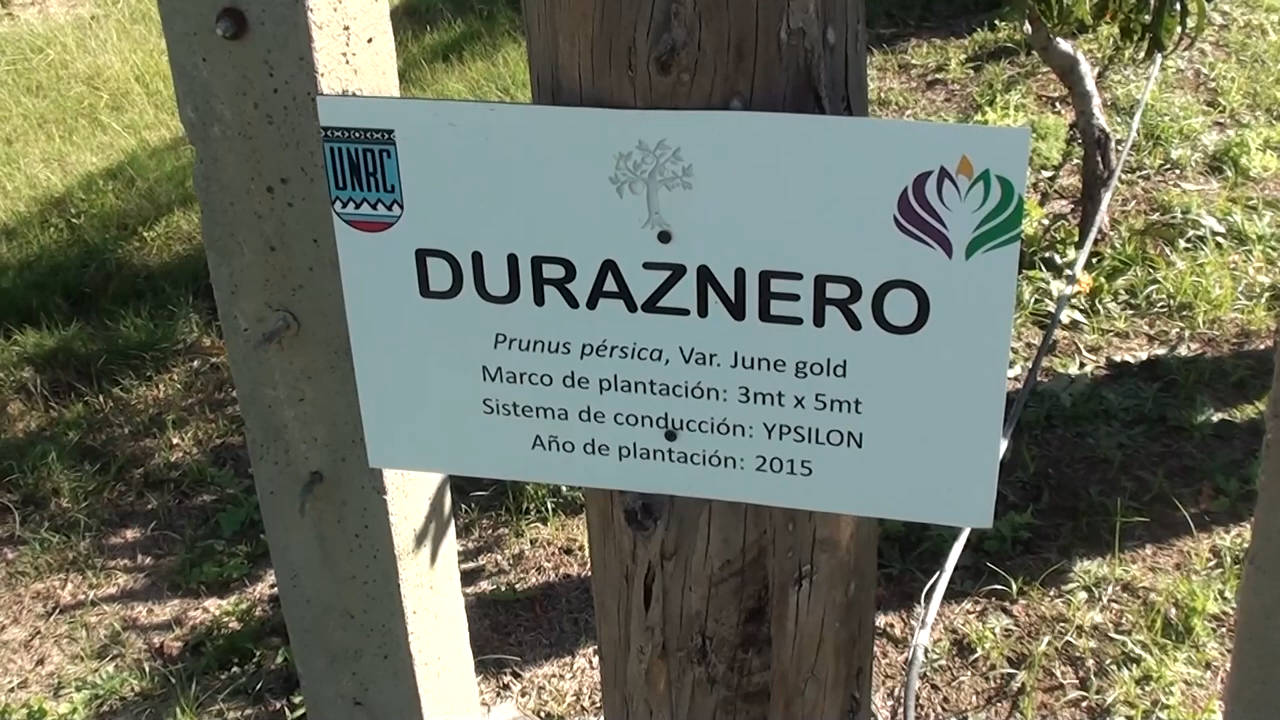 UNRC
DURAZNERO
Prunus pérsica, Var. June gold
Marco de plantación: 3mt x 5mt
Sistema de conducción: YPSILON
Año de plantación: 2015